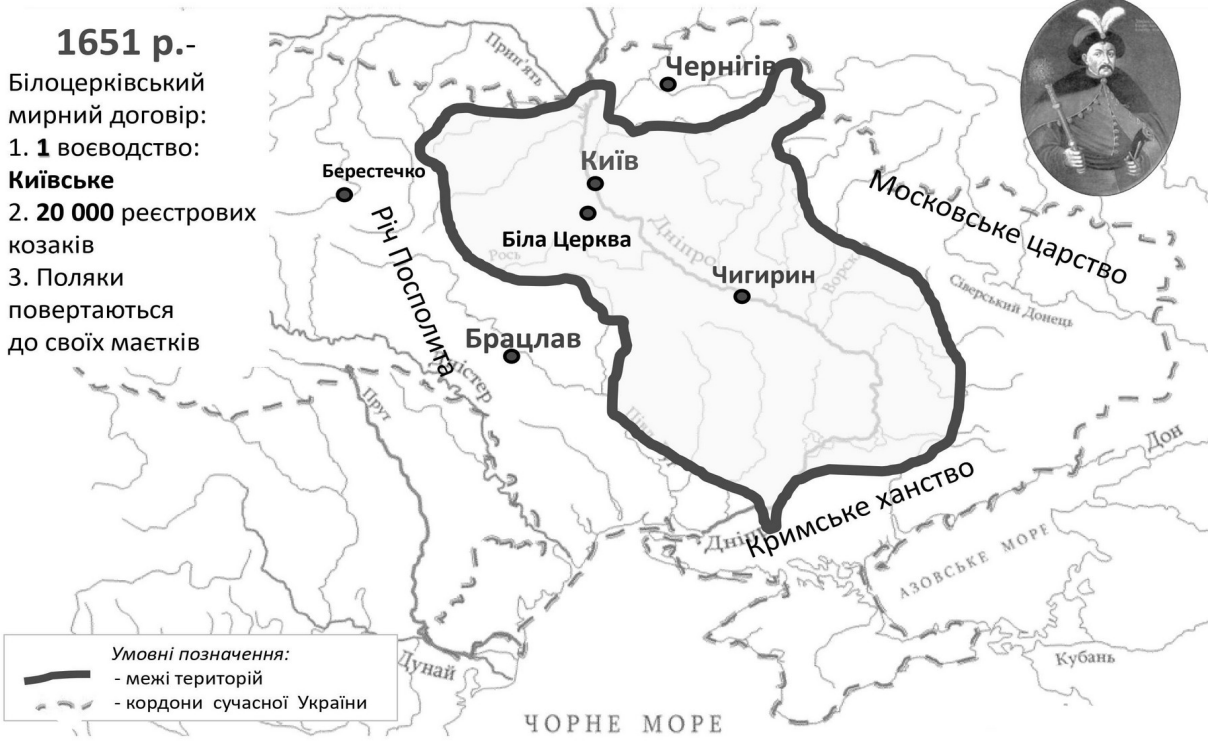 1651 р.-
Білоцерківський
мирний договір:
1. 1 воєводство:
Київське
2. 20 000 реєстрових
козаків
3. Поляки
повертаються
до своїх маєтків
Прип'ять
Чернігів
Київ
Берестечко
Біла Церква
Річ Посполита
Московське царство
Дніпро
Рось
Ворскла
Чигирин
Сіверський Донець
Брацлав
Дністер
Прут
Півд.
Дон
Кримське ханство
Дніпро
АЗОВСЬКЕ МОРЕ
Кубань
Дунай
ЧОРНЕ МОРЕ
Умовні позначення:
- межі територій
- кордони сучасної України